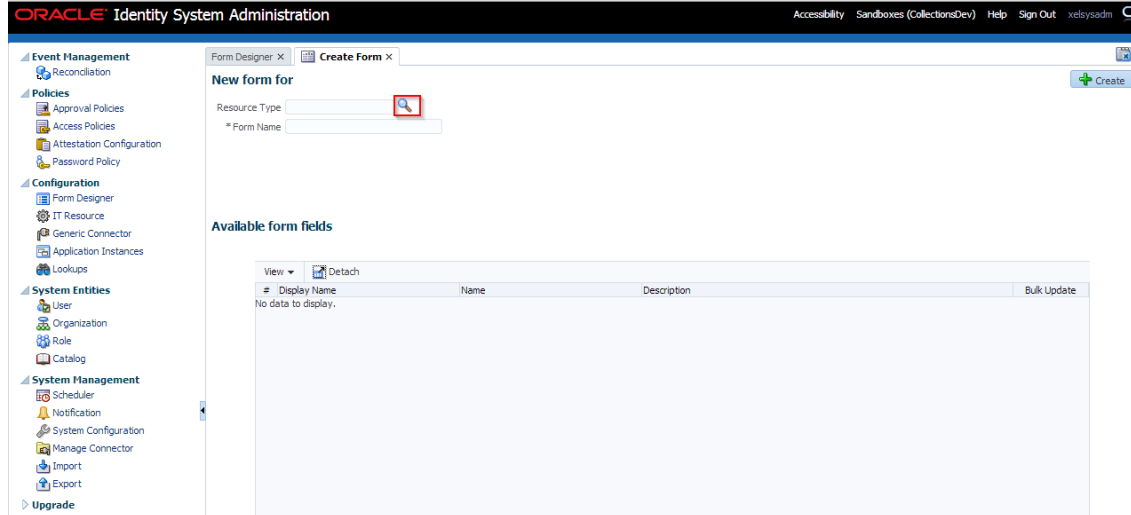 ORACLE Identity System Administration
Accessibility Sandboxes (CollectionsDev) Help Sign Out xelsysadm
Event Management
Reconciliation
Policies
Approval Policies
Access Policies
Attestation Configuration
Password Policy
Configuration
Form Designer
IT Resource
Generic Connector
Application Instances
Lookups
System Entities
User
Organization
Role
Catalog
System Management
Scheduler
Notification
System Configuration
Manage Connector
Import
Export
Upgrade
Form Designer X Create Form X
New form for
Create
Resource Type
* Form Name
Available form fields
View Detach
# Display Name Name Description Bulk Update
No data to display.